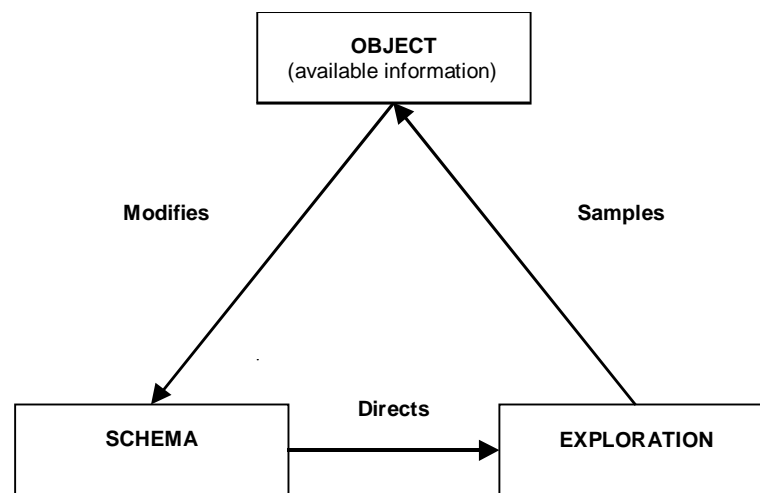 OBJECT
(available information)
Modifies
Samples
Directs
SCHEMA
EXPLORATION